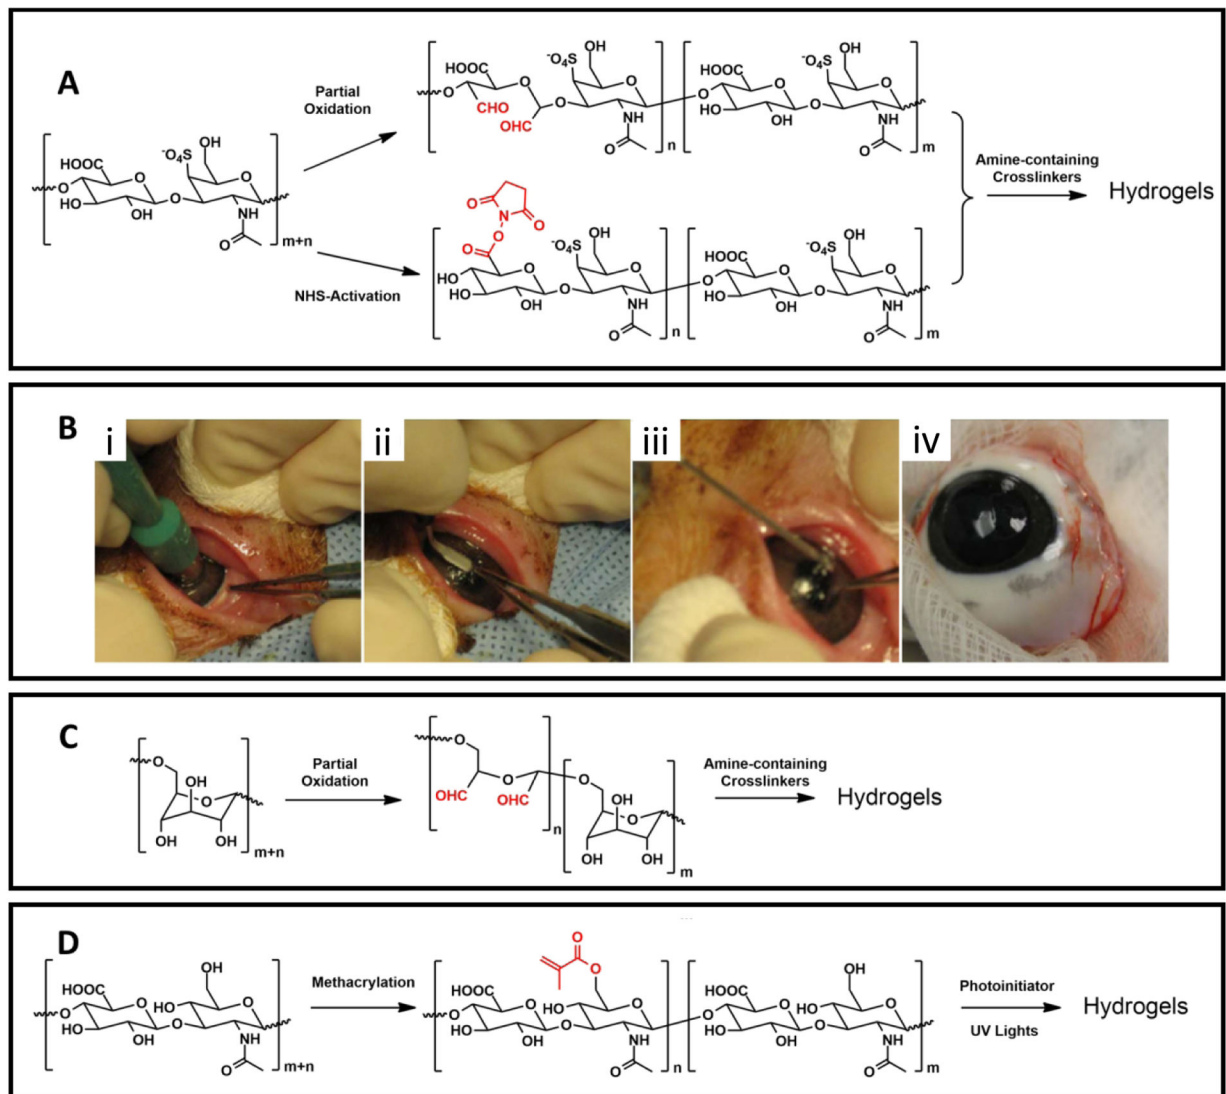 A
Partial
Oxidation
HOOC
O
CHO
O
OHC
O
⁻O₄S
OH
O
NH
O
n
O
HOOC
O
HO
OH
O
⁻O₄S
OH
O
NH
O
m
HOOC
O
O
HO
OH
O
⁻O₄S
OH
O
NH
O
m+n
Amine-containing
Crosslinkers
Hydrogels
NHS-Activation
O
N
O
O
O
HO
HO
O
OH
O
⁻O₄S
OH
O
NH
O
n
O
HOOC
O
HO
OH
O
⁻O₄S
OH
O
NH
O
m
B
i
ii
iii
iv
C
O
OH
O
OH
OH
m+n
Partial
Oxidation
O
O
OHC
OHC
n
O
OH
O
OH
OH
m
Amine-containing
Crosslinkers
Hydrogels
D
HOOC
O
O
HO
OH
O
HO
OH
O
NH
O
m+n
Methacrylation
O
O
HOOC
O
O
HO
OH
O
HO
O
NH
O
n
O
HOOC
O
HO
OH
O
HO
OH
O
NH
O
m
Photoinitiator
UV Lights
Hydrogels